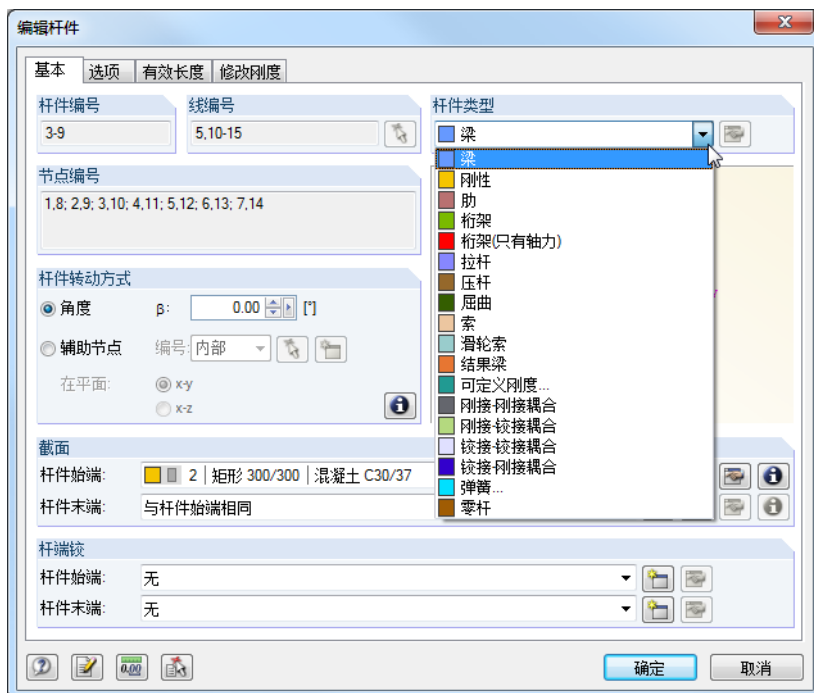 编辑杆件
基本 选项 有效长度 修改刚度
杆件编号 线编号 杆件类型
3-9 5,10-15 梁
梁
刚性
肋
桁架
桁架(只有轴力)
拉杆
压杆
屈曲
索
滑轮索
结果梁
可定义刚度...
刚接-刚接耦合
刚接-铰接耦合
铰接-铰接耦合
铰接-刚接耦合
弹簧...
零杆
节点编号
1,8; 2,9; 3,10; 4,11; 5,12; 6,13; 7,14
杆件转动方式
角度 β: 0.00 [°]
辅助节点 编号: 内部
在平面: x-y
x-z
截面
杆件始端: 2 矩形 300/300 混凝土 C30/37
杆件末端: 与杆件始端相同
杆端铰
杆件始端: 无
杆件末端: 无
0.00 确定 取消